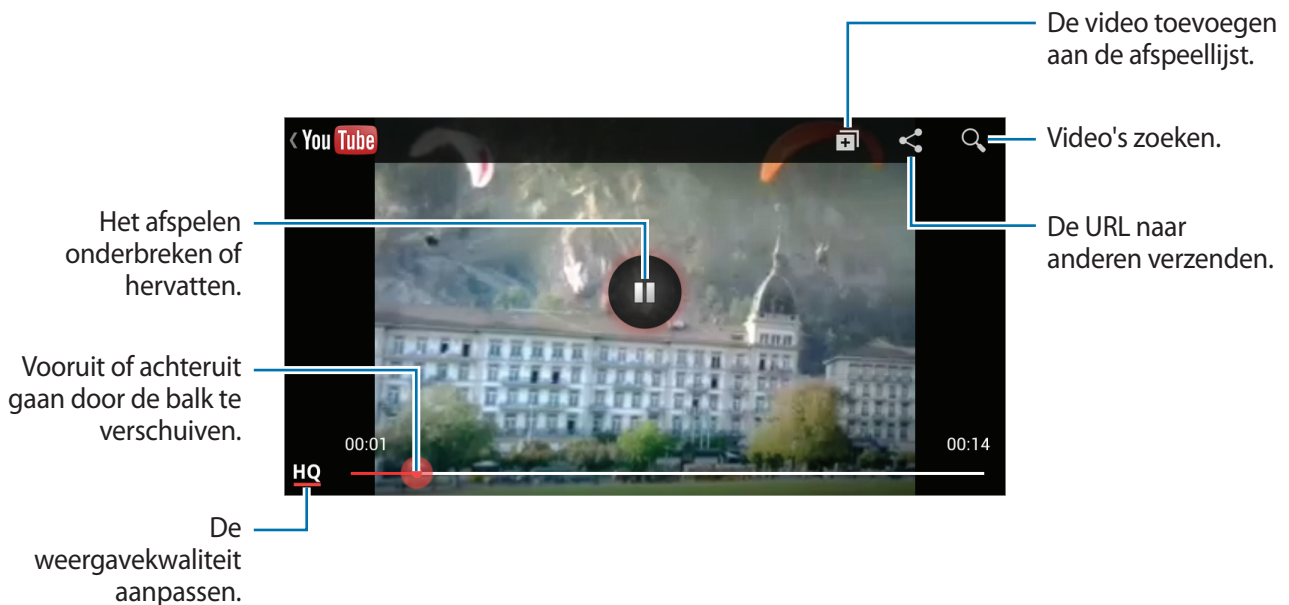 De video toevoegen
aan de afspeellijst.
You Tube
Video's zoeken.
De URL naar
anderen verzenden.
Het afspelen
onderbreken of
hervatten.
Vooruit of achteruit
gaan door de balk te
verschuiven.
00:01
00:14
HQ
De
weergavekwaliteit
aanpassen.